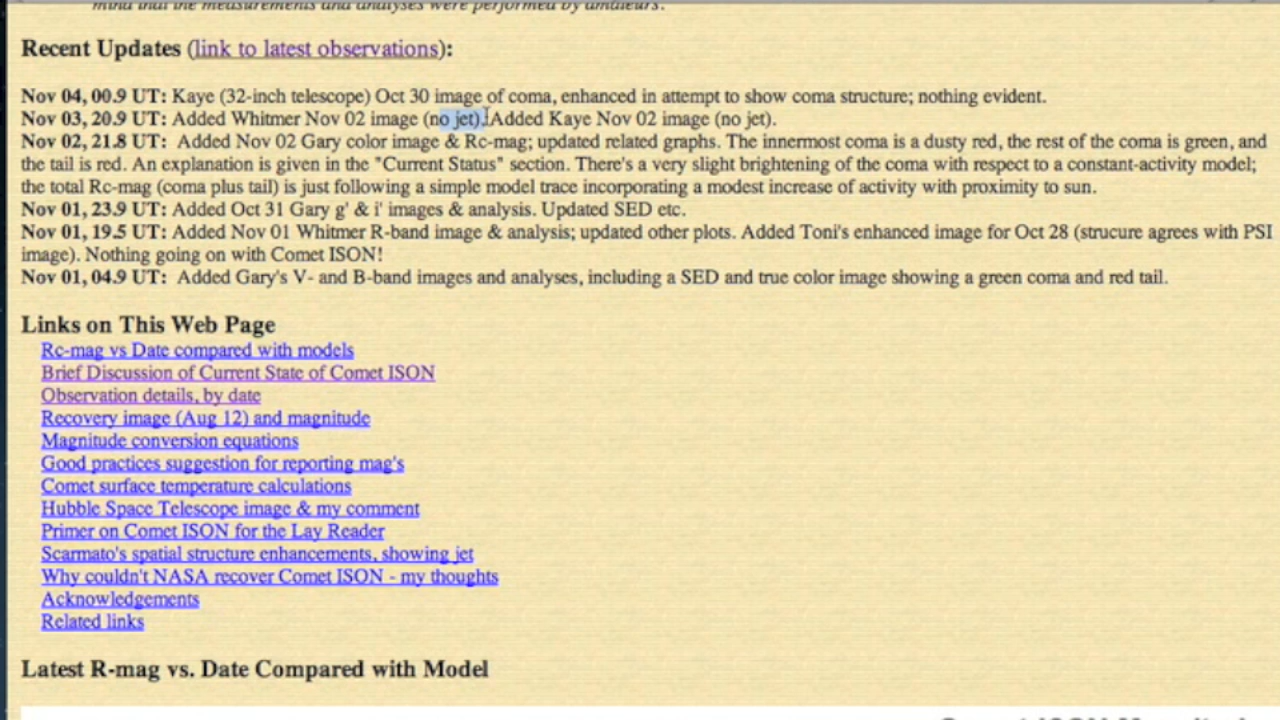 mind that the measurements and analyses were performed by amateurs.
Recent Updates (link to latest observations):
Nov 04, 00.9 UT: Kaye (32-inch telescope) Oct 30 image of coma, enhanced in attempt to show coma structure; nothing evident.
Nov 03, 20.9 UT: Added Whitmer Nov 02 image (no jet). Added Kaye Nov 02 image (no jet).
Nov 02, 21.8 UT: Added Nov 02 Gary color image & Rc-mag; updated related graphs. The innermost coma is a dusty red, the rest of the coma is green, and
the tail is red. An explanation is given in the "Current Status" section. There's a very slight brightening of the coma with respect to a constant-activity model;
the total Rc-mag (coma plus tail) is just following a simple model trace incorporating a modest increase of activity with proximity to sun.
Nov 01, 23.9 UT: Added Oct 31 Gary g' & i' images & analysis. Updated SED etc.
Nov 01, 19.5 UT: Added Nov 01 Whitmer R-band image & analysis; updated other plots. Added Toni's enhanced image for Oct 28 (strucure agrees with PSI
image). Nothing going on with Comet ISON!
Nov 01, 04.9 UT: Added Gary's V- and B-band images and analyses, including a SED and true color image showing a green coma and red tail.
Links on This Web Page
Rc-mag vs Date compared with models
Brief Discussion of Current State of Comet ISON
Observation details, by date
Recovery image (Aug 12) and magnitude
Magnitude conversion equations
Good practices suggestion for reporting mag's
Comet surface temperature calculations
Hubble Space Telescope image & my comment
Primer on Comet ISON for the Lay Reader
Scarmato's spatial structure enhancements, showing jet
Why couldn't NASA recover Comet ISON - my thoughts
Acknowledgements
Related links
Latest R-mag vs. Date Compared with Model